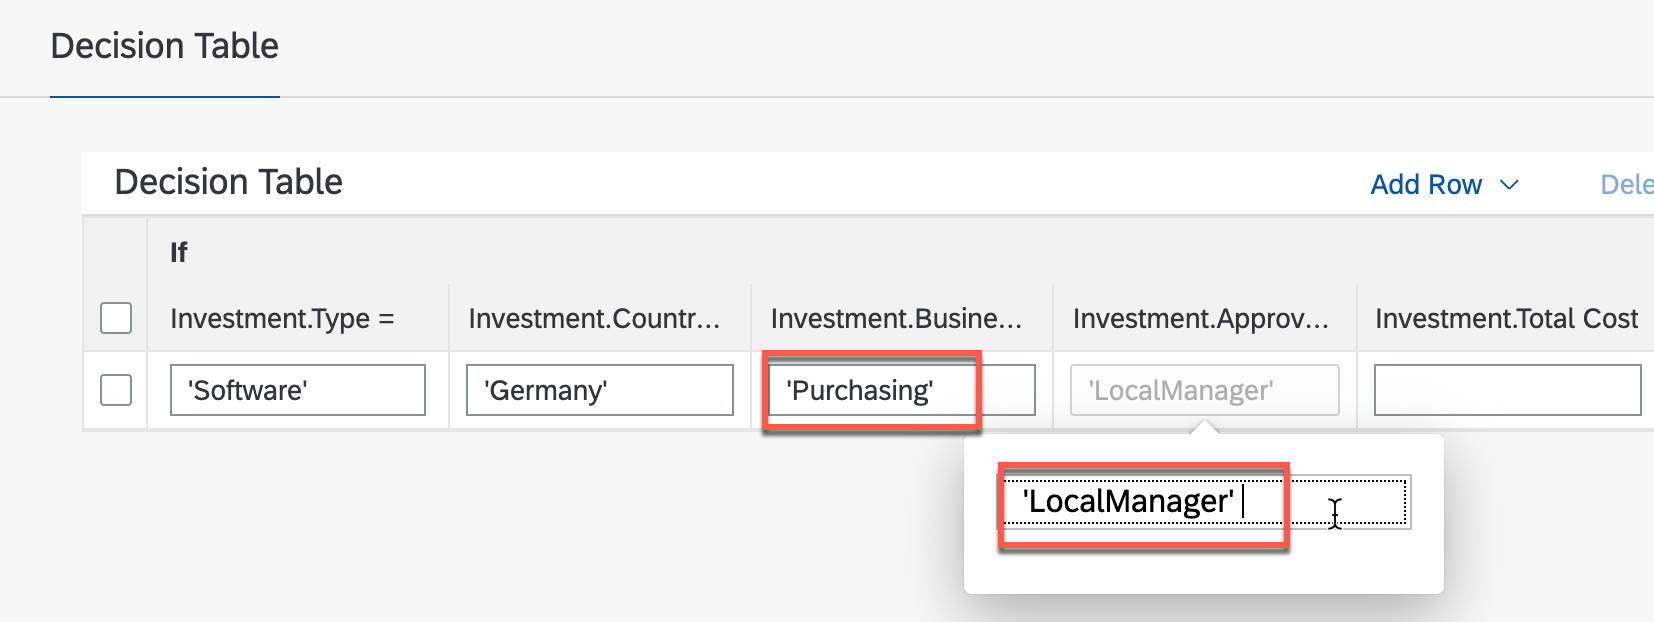 Decision Table
Decision Table
Add Row
Dele
If
Investment.Type =
Investment.Countr...
Investment.Busine...
Investment.Approv...
Investment.Total Cost
'Software'
'Germany'
'Purchasing'
'LocalManager'
'LocalManager'